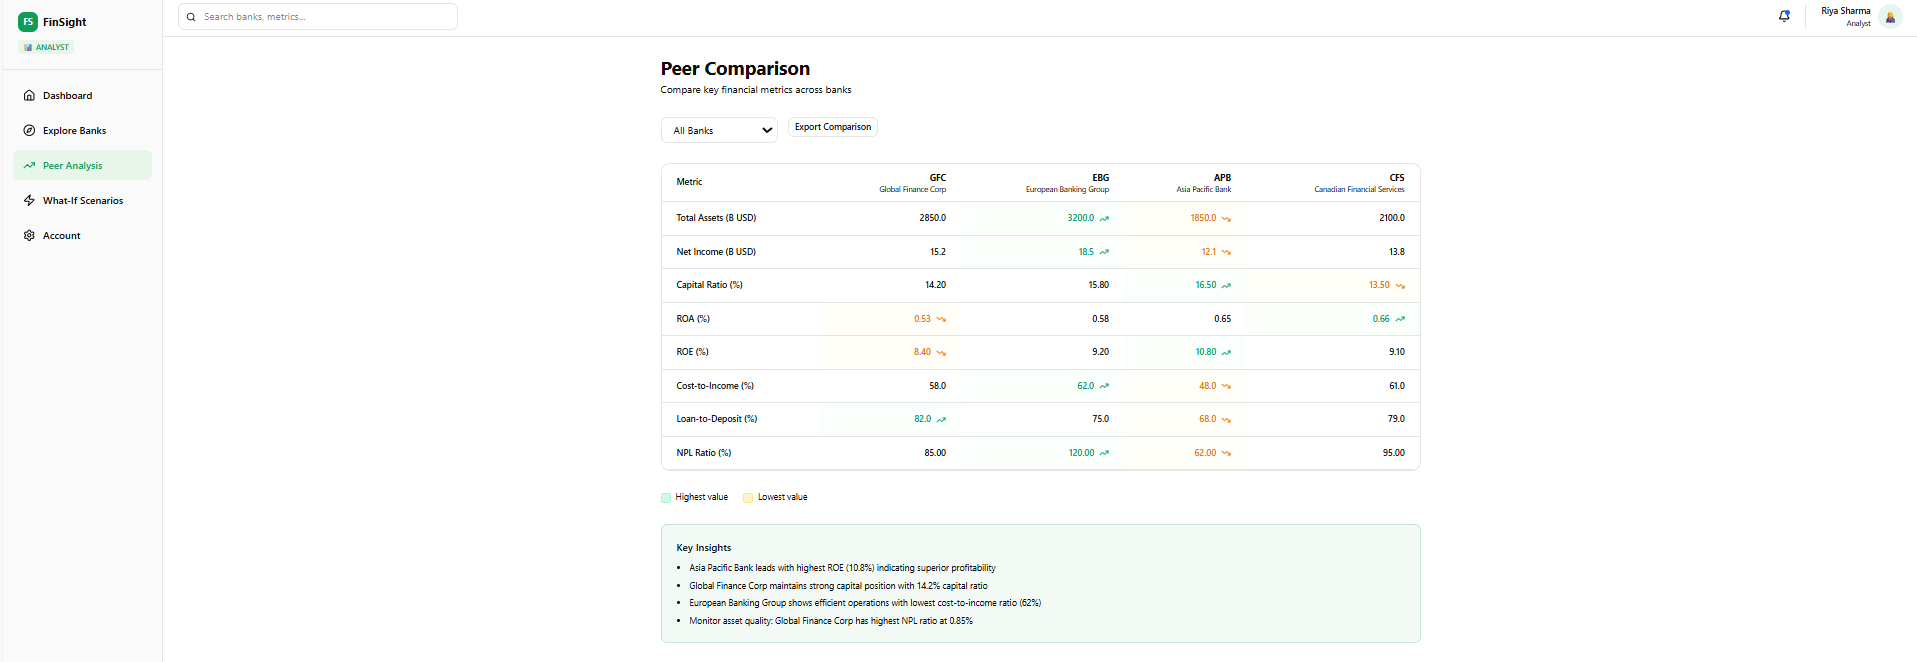 FS FinSight
ANALYST
Search banks, metrics...
Riya Sharma
Analyst
Dashboard
Explore Banks
Peer Analysis
What-If Scenarios
Account
Peer Comparison
Compare key financial metrics across banks
All Banks
Export Comparison
Metric GFC EBG APB CFS
Global Finance Corp European Banking Group Asia Pacific Bank Canadian Financial Services
Total Assets (B USD) 2850.0 3200.0 1850.0 2100.0
Net Income (B USD) 15.2 18.5 12.1 13.8
Capital Ratio (%) 14.20 15.80 16.50 13.50
ROA (%) 0.53 0.58 0.65 0.66
ROE (%) 8.40 9.20 10.80 9.10
Cost-to-Income (%) 58.0 62.0 48.0 61.0
Loan-to-Deposit (%) 82.0 75.0 68.0 79.0
NPL Ratio (%) 85.00 120.00 62.00 95.00
Highest value Lowest value
Key Insights
• Asia Pacific Bank leads with highest ROE (10.8%) indicating superior profitability
• Global Finance Corp maintains strong capital position with 14.2% capital ratio
• European Banking Group shows efficient operations with lowest cost-to-income ratio (62%)
• Monitor asset quality: Global Finance Corp has highest NPL ratio at 0.85%